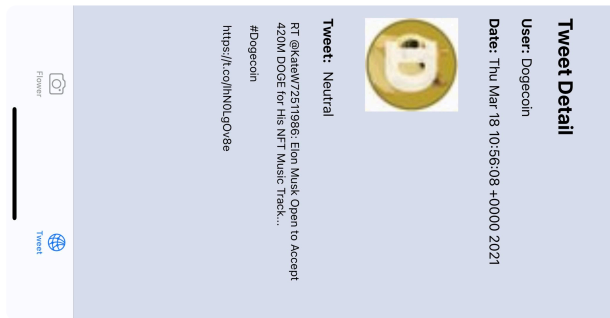 Tweet Detail
User: Dogecoin
Date: Thu Mar 18 10:56:08 +0000 2021
Tweet: Neutral
RT @KateW72511986: Elon Musk Open to Accept
420M DOGE for His NFT Music Track...
#Dogecoin
https://t.co/lhN0LgOv8e
Flower
Tweet